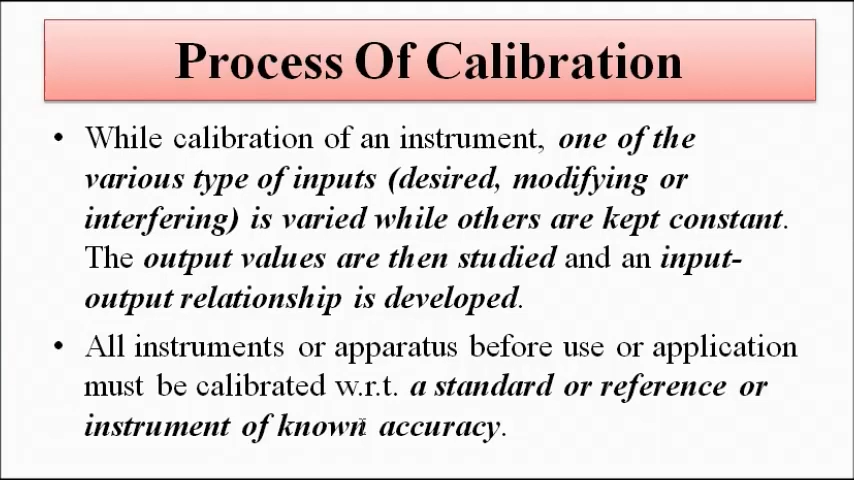 Process Of Calibration
• While calibration of an instrument, one of the
various type of inputs (desired, modifying or
interfering) is varied while others are kept constant.
The output values are then studied and an input-
output relationship is developed.
• All instruments or apparatus before use or application
must be calibrated w.r.t. a standard or reference or
instrument of known accuracy.